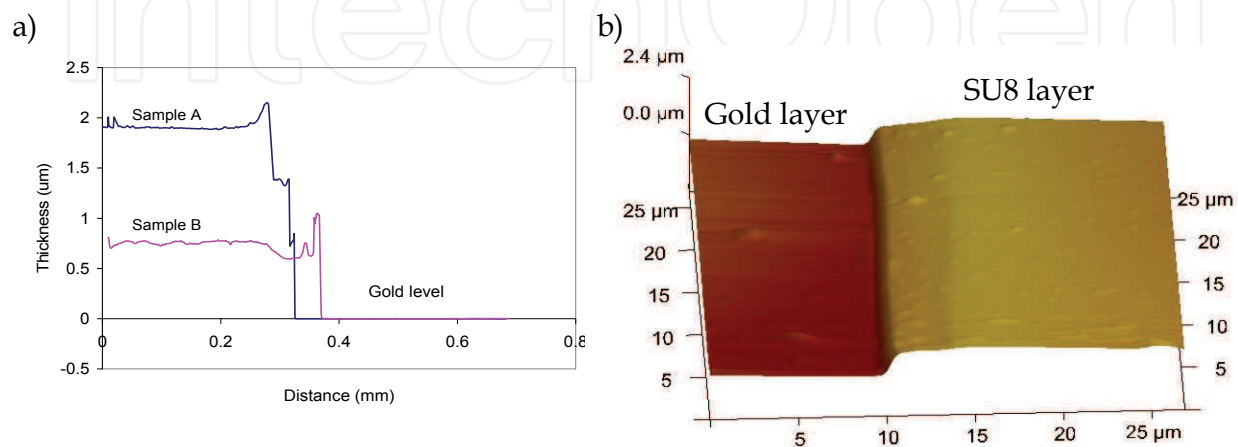 a)
2.5
2
1.5
1
0.5
0
-0.5
Thickness (um)
Sample A
Sample B
Gold level
0
0.2
0.4
0.6
0.8
Distance (mm)
b)
2.4 µm
0.0 µm
Gold layer
SU8 layer
25 µm
20
15
10
5
25 µm
20
15
10
5
5
10
15
20
25 µm
IntechOpen